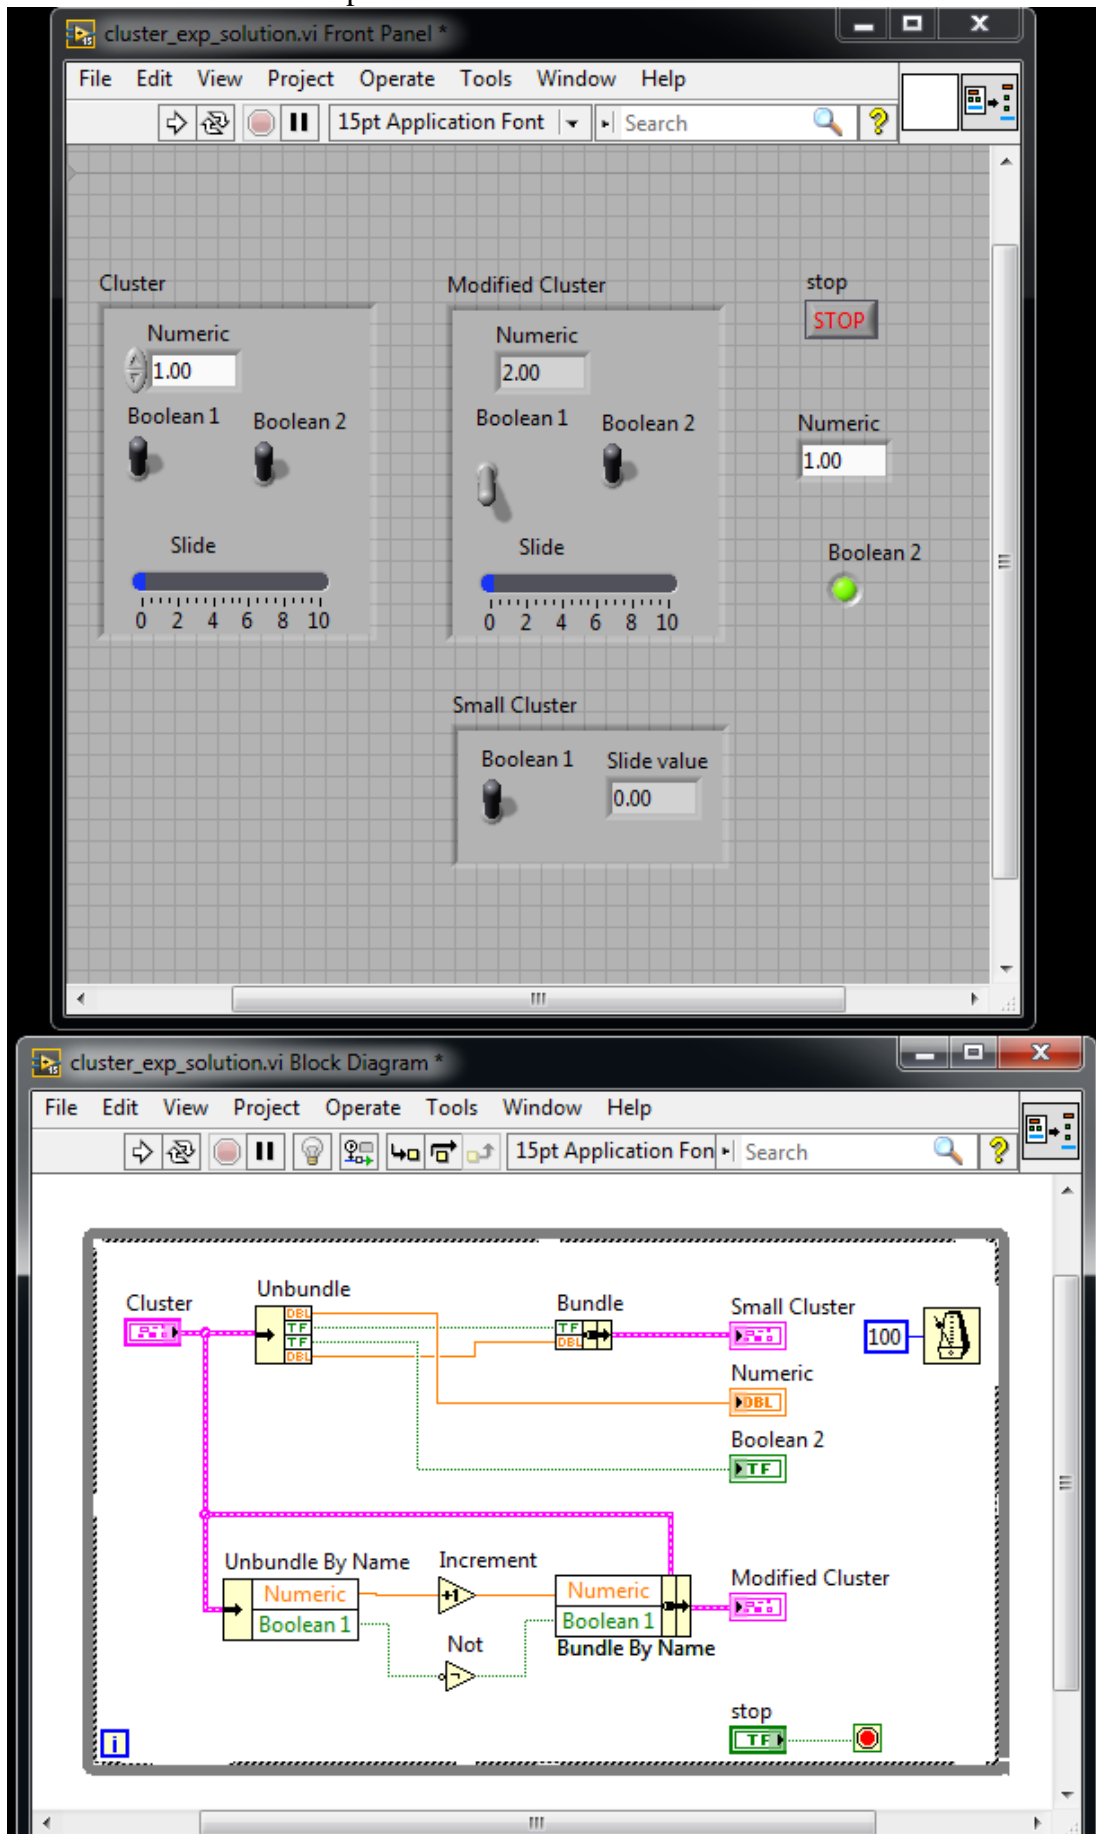 cluster_exp_solution.vi Front Panel *
File Edit View Project Operate Tools Window Help
15pt Application Font Search
Cluster
Numeric
1.00
Boolean 1 Boolean 2
Slide
0 2 4 6 8 10
Modified Cluster
Numeric
2.00
Boolean 1 Boolean 2
Slide
0 2 4 6 8 10
stop
STOP
Numeric
1.00
Boolean 2
Small Cluster
Boolean 1 Slide value
0.00
cluster_exp_solution.vi Block Diagram *
File Edit View Project Operate Tools Window Help
15pt Application Fon Search
Cluster
Unbundle
DBL
TF
TF
DBL
Bundle
TF
DBL
Small Cluster
100
Numeric
DBL
Boolean 2
TF
Unbundle By Name
Numeric
Boolean 1
Increment
+1
Not
Numeric
Boolean 1
Bundle By Name
Modified Cluster
stop
TF
i